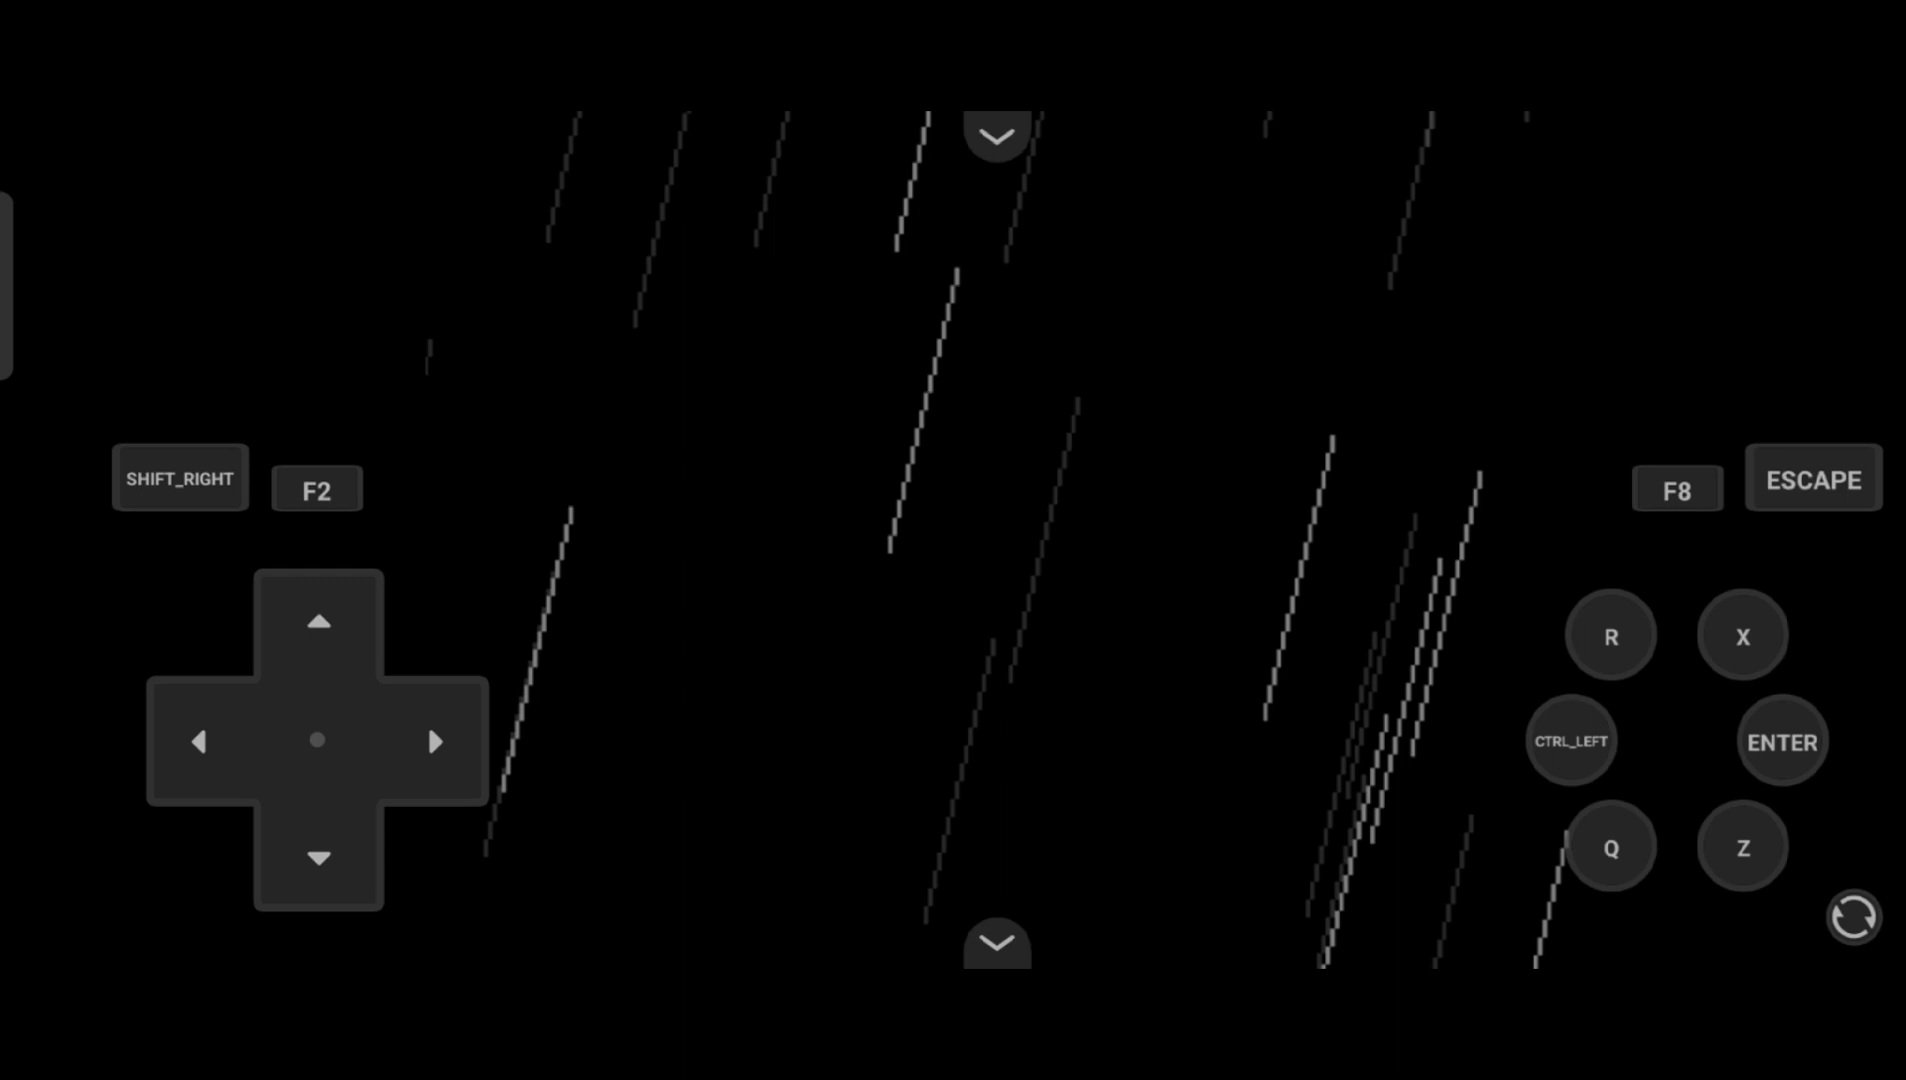 SHIFT_RIGHT
F2
F8
ESCAPE
R
X
CTRL_LEFT
ENTER
Q
Z